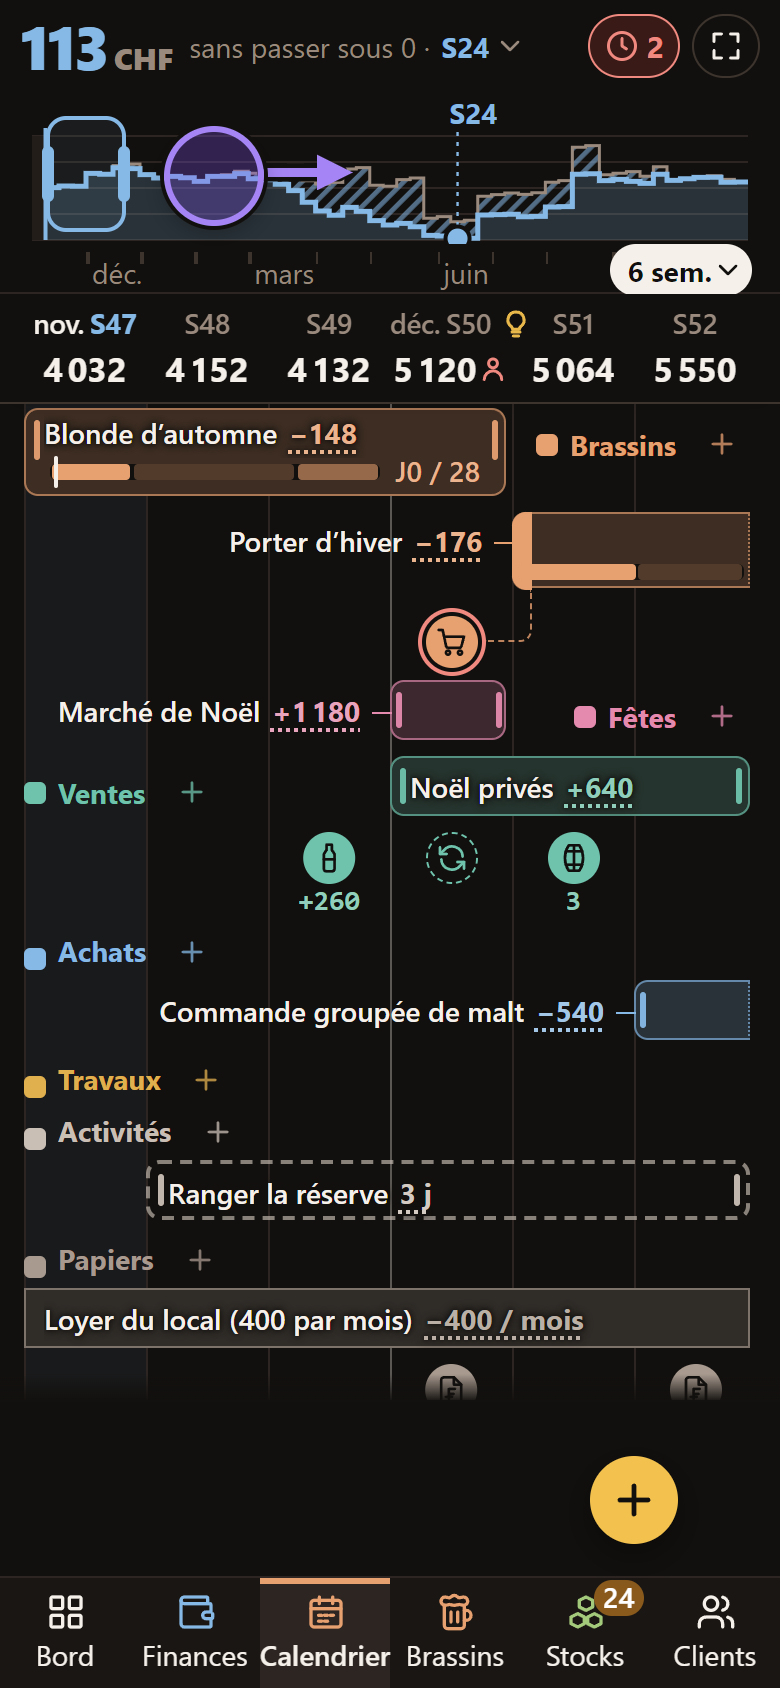 113 CHF sans passer sous 0 · S24
2
S24
déc. mars juin
6 sem.
nov. S47 S48 S49 déc. S50 S51 S52
4 032 4 152 4 132 5 120 5 064 5 550
Blonde d’automne −148
J0 / 28
Brassins +
Porter d’hiver −176
Marché de Noël +1 180
Fêtes +
Ventes +
Noël privés +640
+260 3
Achats +
Commande groupée de malt −540
Travaux +
Activités +
Ranger la réserve 3 j
Papiers +
Loyer du local (400 par mois) −400 / mois
+
24
Bord Finances Calendrier Brassins Stocks Clients